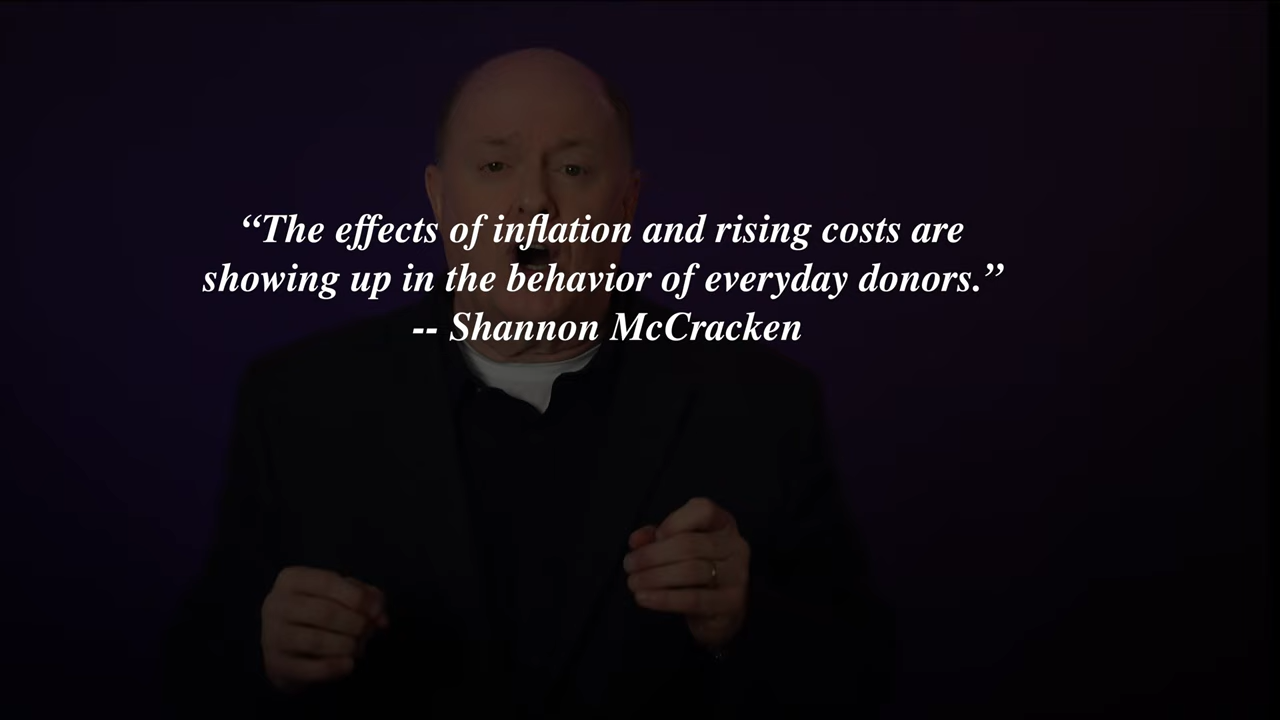 “The effects of inflation and rising costs are
showing up in the behavior of everyday donors.”
-- Shannon McCracken